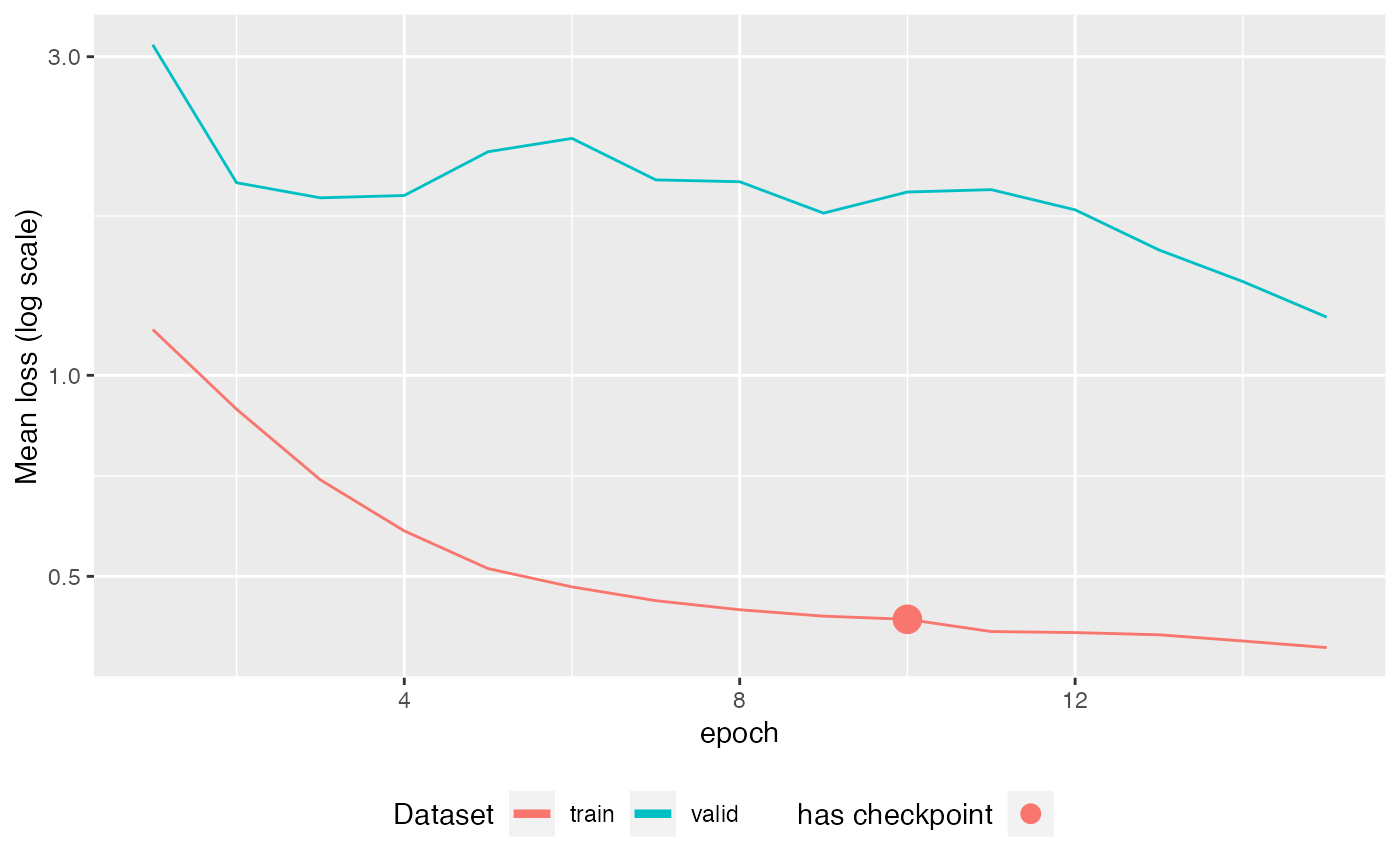 Mean loss (log scale)
3.0
1.0
0.5
4 8 12
epoch
Dataset train valid has checkpoint